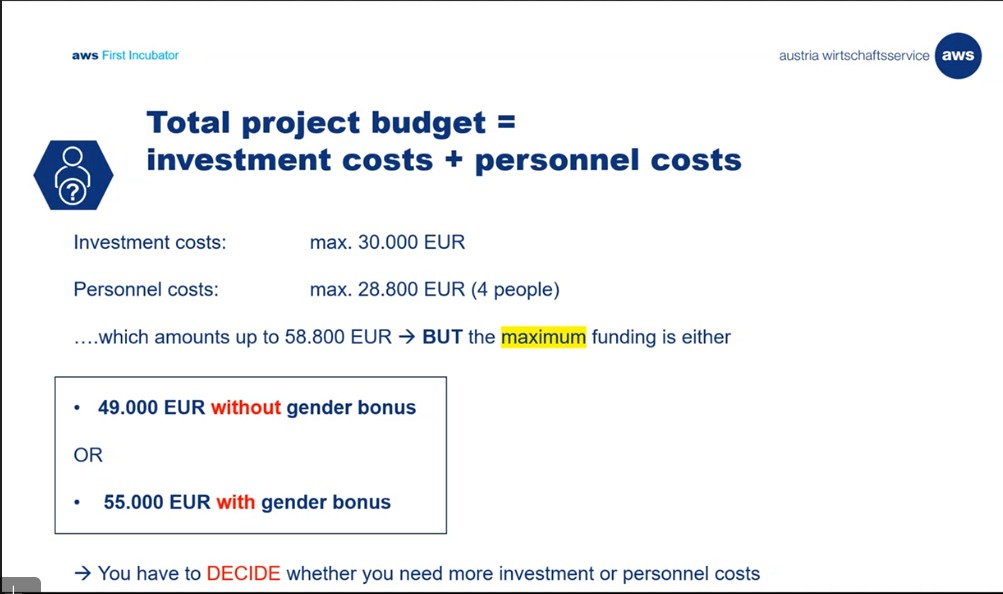 aws First Incubator
austria wirtschaftsservice aws
Total project budget =
investment costs + personnel costs
?
Investment costs: max. 30.000 EUR
Personnel costs: max. 28.800 EUR (4 people)
….which amounts up to 58.800 EUR → BUT the maximum funding is either
• 49.000 EUR without gender bonus
OR
• 55.000 EUR with gender bonus
→ You have to DECIDE whether you need more investment or personnel costs